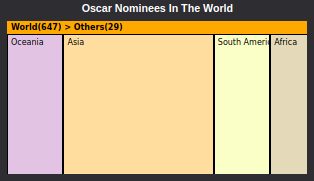 Oscar Nominees In The World
World(647) > Others(29)
Oceania
Asia
South Ameri
Africa